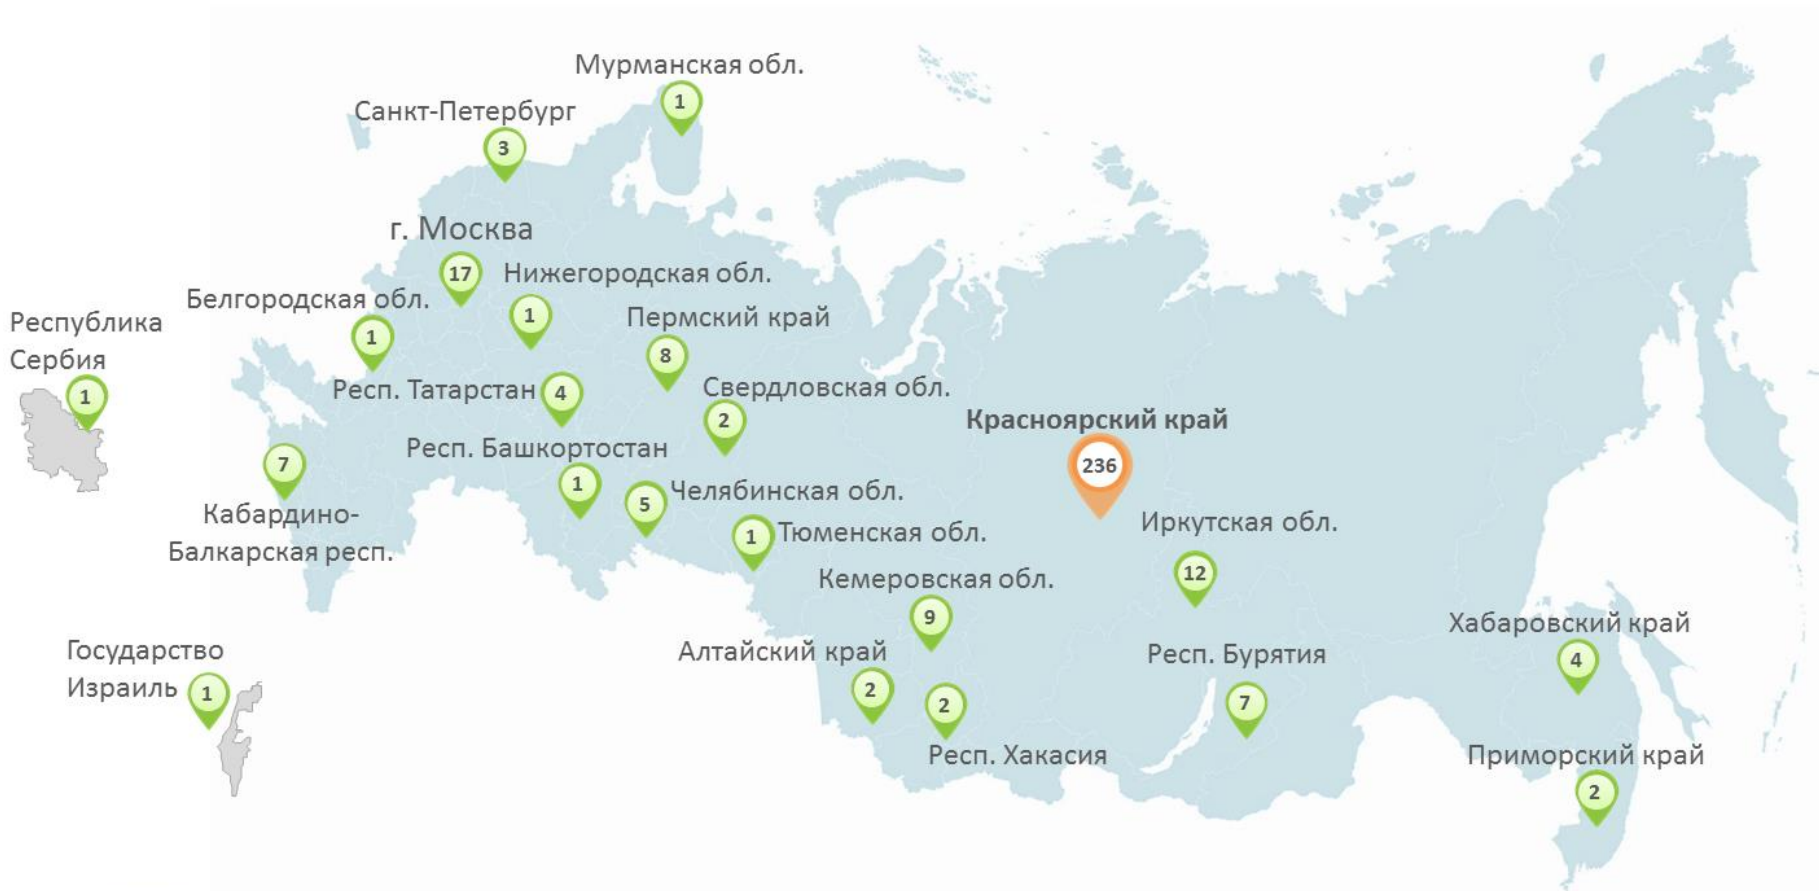 Мурманская обл.
1
Санкт-Петербург
3
г. Москва
17
Нижегородская обл.
1
Белгородская обл.
1
Республика
Сербия
1
Пермский край
8
Респ. Татарстан
4
Свердловская обл.
2
Красноярский край
236
Респ. Башкортостан
1
7
Кабардино-
Балкарская респ.
Челябинская обл.
5
Тюменская обл.
1
Иркутская обл.
12
Кемеровская обл.
9
Хабаровский край
4
Государство
Израиль
1
Алтайский край
2
Респ. Бурятия
7
2
Респ. Хакасия
Приморский край
2